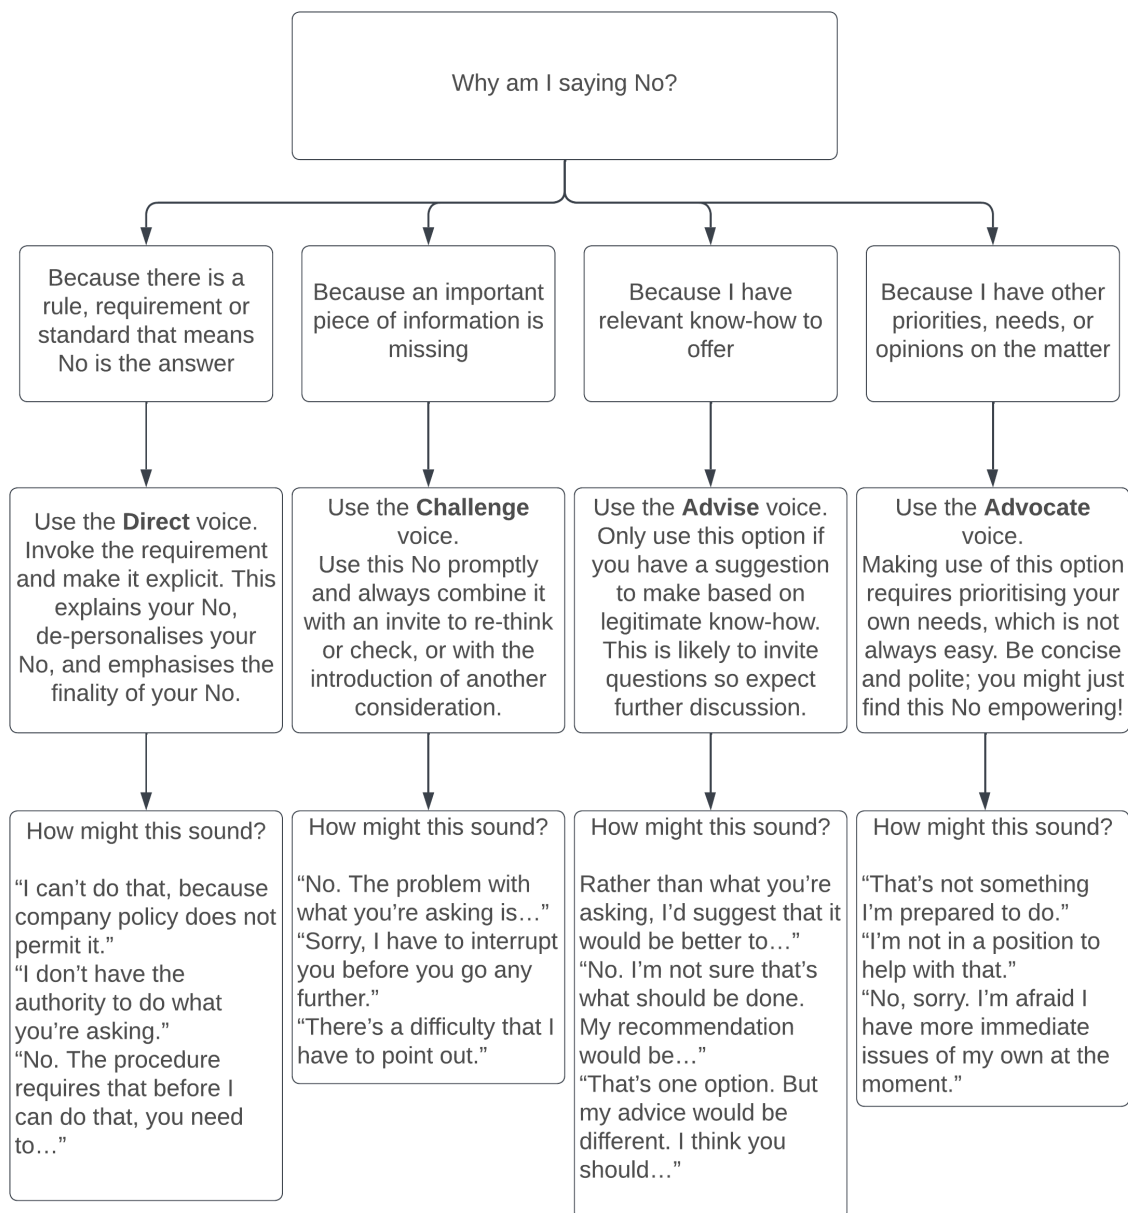 Why am I saying No?
Because there is a
rule, requirement or
standard that means
No is the answer
Because an important
piece of information is
missing
Because I have
relevant know-how to
offer
Because I have other
priorities, needs, or
opinions on the matter
Use the Direct voice.
Invoke the requirement
and make it explicit. This
explains your No,
de-personalises your
No, and emphasises the
finality of your No.
Use the Challenge
voice.
Use this No promptly
and always combine it
with an invite to re-think
or check, or with the
introduction of another
consideration.
Use the Advise voice.
Only use this option if
you have a suggestion
to make based on
legitimate know-how.
This is likely to invite
questions so expect
further discussion.
Use the Advocate
voice.
Making use of this option
requires prioritising your
own needs, which is not
always easy. Be concise
and polite; you might just
find this No empowering!
How might this sound?
“I can’t do that, because
company policy does not
permit it.”
“I don’t have the
authority to do what
you’re asking.”
“No. The procedure
requires that before I
can do that, you need
to…”
How might this sound?
“No. The problem with
what you’re asking is…”
“Sorry, I have to interrupt
you before you go any
further.”
“There’s a difficulty that I
have to point out.”
How might this sound?
Rather than what you’re
asking, I’d suggest that it
would be better to…”
“No. I’m not sure that’s
what should be done.
My recommendation
would be…”
“That’s one option. But
my advice would be
different. I think you
should…”
How might this sound?
“That’s not something
I’m prepared to do.”
“I’m not in a position to
help with that.”
“No, sorry. I’m afraid I
have more immediate
issues of my own at the
moment.”